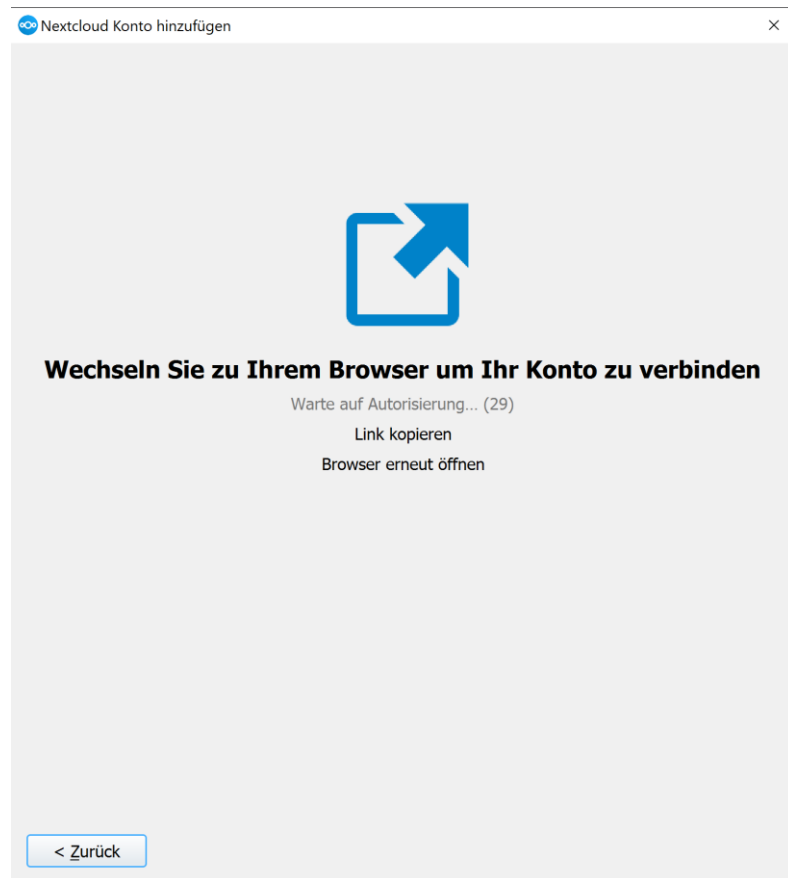 Nextcloud Konto hinzufügen
Wechseln Sie zu Ihrem Browser um Ihr Konto zu verbinden
Warte auf Autorisierung... (29)
Link kopieren
Browser erneut öffnen
< Zurück